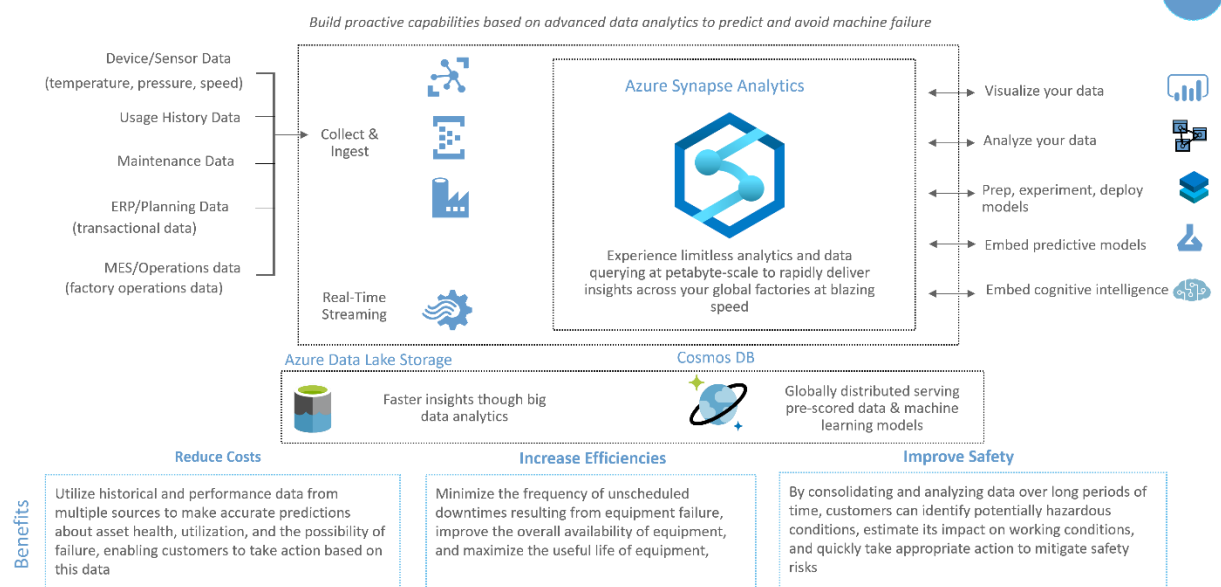 Build proactive capabilities based on advanced data analytics to predict and avoid machine failure
Device/Sensor Data
(temperature, pressure, speed)
Usage History Data
Maintenance Data
ERP/Planning Data
(transactional data)
MES/Operations data
(factory operations data)
Collect &
Ingest
Real-Time
Streaming
Azure Synapse Analytics
Experience limitless analytics and data
querying at petabyte-scale to rapidly deliver
insights across your global factories at blazing
speed
Visualize your data
Analyze your data
Prep, experiment, deploy
models
Embed predictive models
Embed cognitive intelligence
Azure Data Lake Storage
Faster insights though big
data analytics
Cosmos DB
Globally distributed serving
pre-scored data & machine
learning models
Benefits
Reduce Costs
Utilize historical and performance data from
multiple sources to make accurate predictions
about asset health, utilization, and the possibility of
failure, enabling customers to take action based on
this data
Increase Efficiencies
Minimize the frequency of unscheduled
downtimes resulting from equipment failure,
improve the overall availability of equipment,
and maximize the useful life of equipment,
Improve Safety
By consolidating and analyzing data over long periods of
time, customers can identify potentially hazardous
conditions, estimate its impact on working conditions,
and quickly take appropriate action to mitigate safety
risks